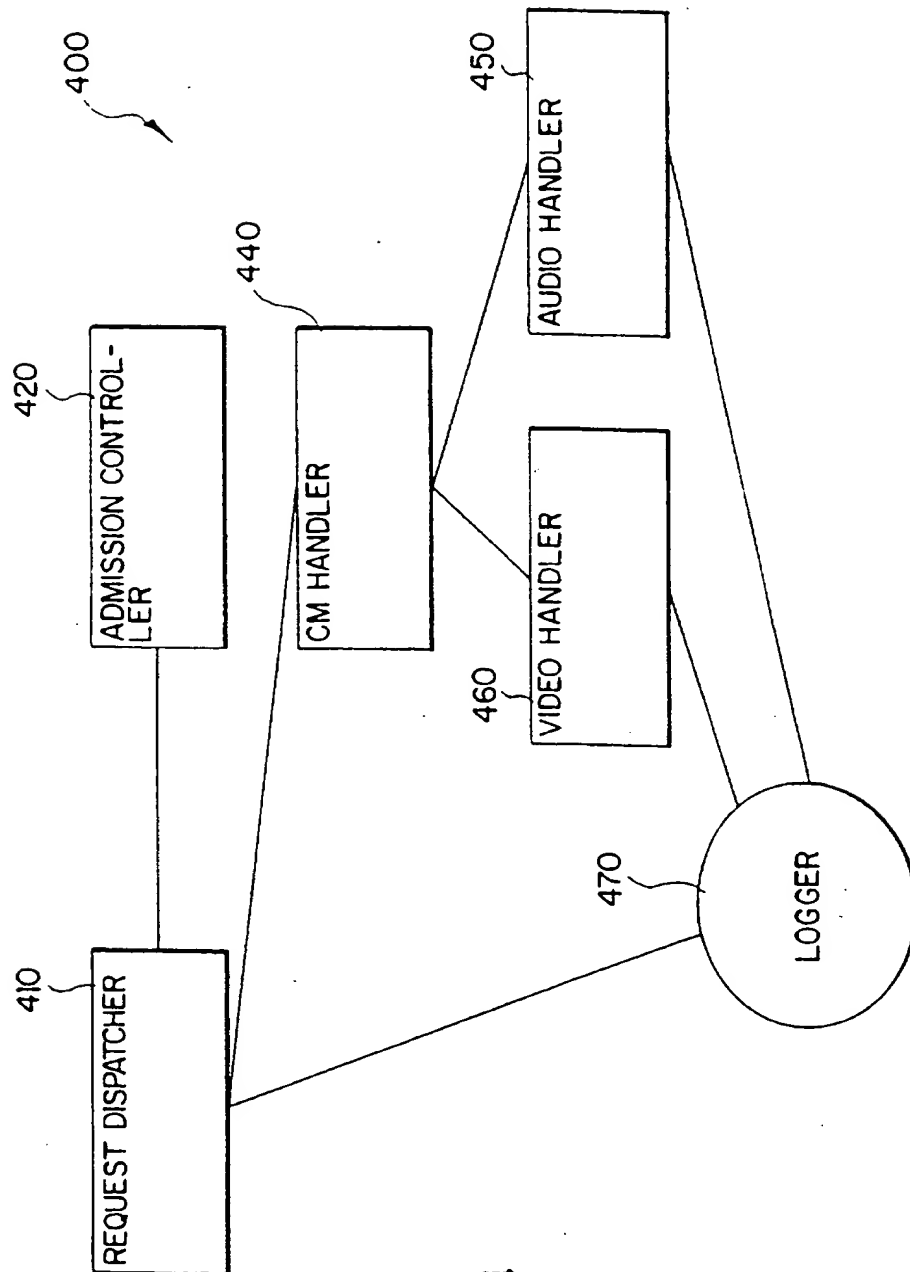 400
410
REQUEST DISPATCHER
420
ADMISSION CONTROL-
LER
440
CM HANDLER
450
AUDIO HANDLER
460
VIDEO HANDLER
470
LOGGER